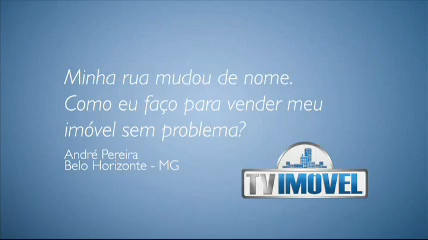 Minha rua mudou de nome.
Como eu faço para vender meu
imóvel sem problema?
André Pereira
Belo Horizonte - MG
TV IMÓVEL